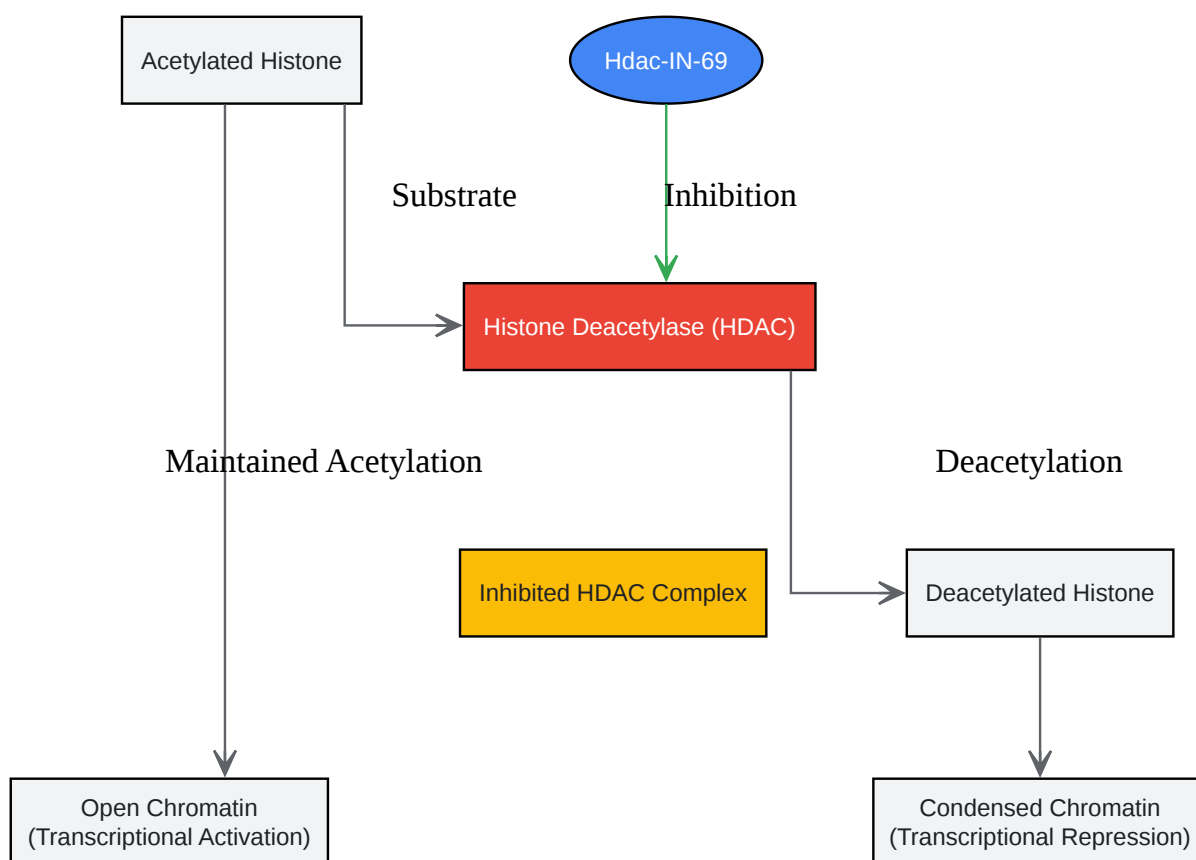 Acetylated Histone
Hdac-IN-69
Substrate
Inhibition
Histone Deacetylase (HDAC)
Maintained Acetylation
Deacetylation
Inhibited HDAC Complex
Deacetylated Histone
Open Chromatin
(Transcriptional Activation)
Condensed Chromatin
(Transcriptional Repression)